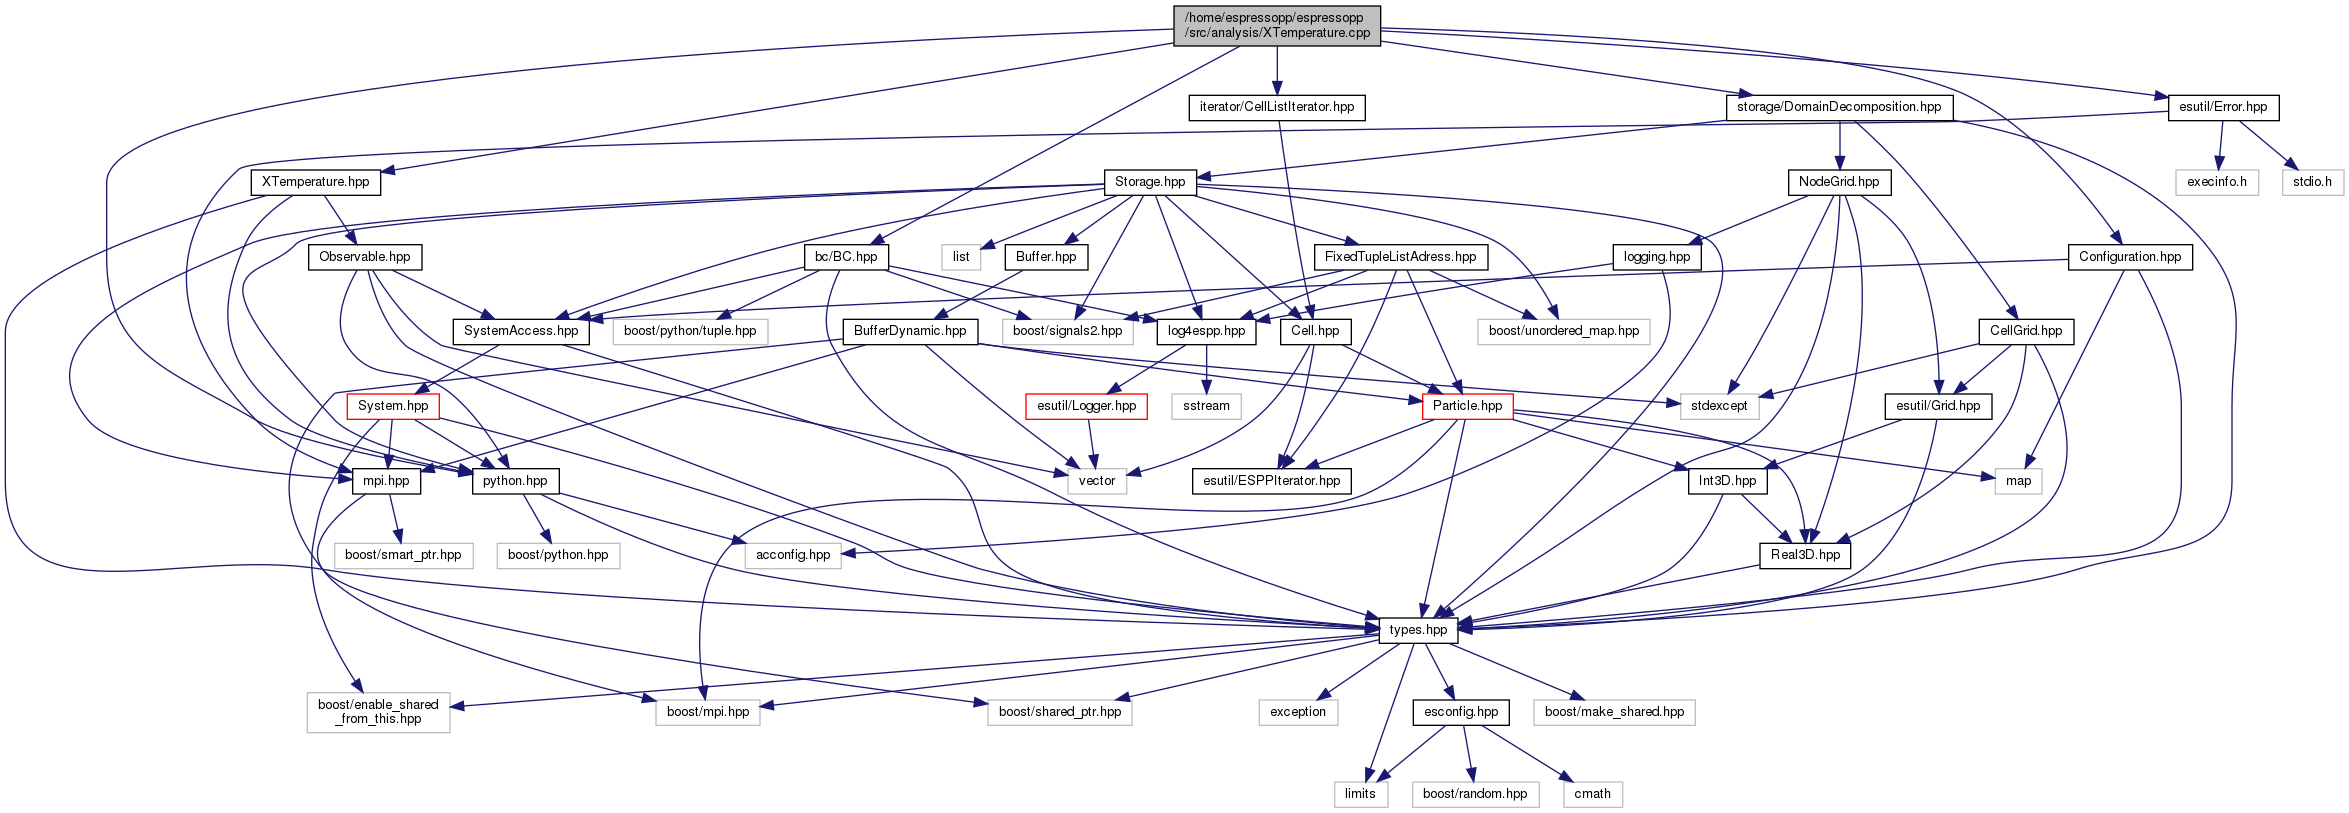 /home/espressopp/espressopp
/src/analysis/XTemperature.cpp
iterator/CellListIterator.hpp
storage/DomainDecomposition.hpp
esutil/Error.hpp
XTemperature.hpp
Storage.hpp
NodeGrid.hpp
execinfo.h
stdio.h
Observable.hpp
bc/BC.hpp
list
Buffer.hpp
FixedTupleListAdress.hpp
logging.hpp
Configuration.hpp
SystemAccess.hpp
boost/python/tuple.hpp
BufferDynamic.hpp
boost/signals2.hpp
log4espp.hpp
Cell.hpp
boost/unordered_map.hpp
CellGrid.hpp
System.hpp
esutil/Logger.hpp
sstream
Particle.hpp
stdexcept
esutil/Grid.hpp
mpi.hpp
python.hpp
vector
esutil/ESPPIterator.hpp
Int3D.hpp
map
boost/smart_ptr.hpp
boost/python.hpp
acconfig.hpp
Real3D.hpp
types.hpp
boost/enable_shared
_from_this.hpp
boost/mpi.hpp
boost/shared_ptr.hpp
exception
esconfig.hpp
boost/make_shared.hpp
limits
boost/random.hpp
cmath